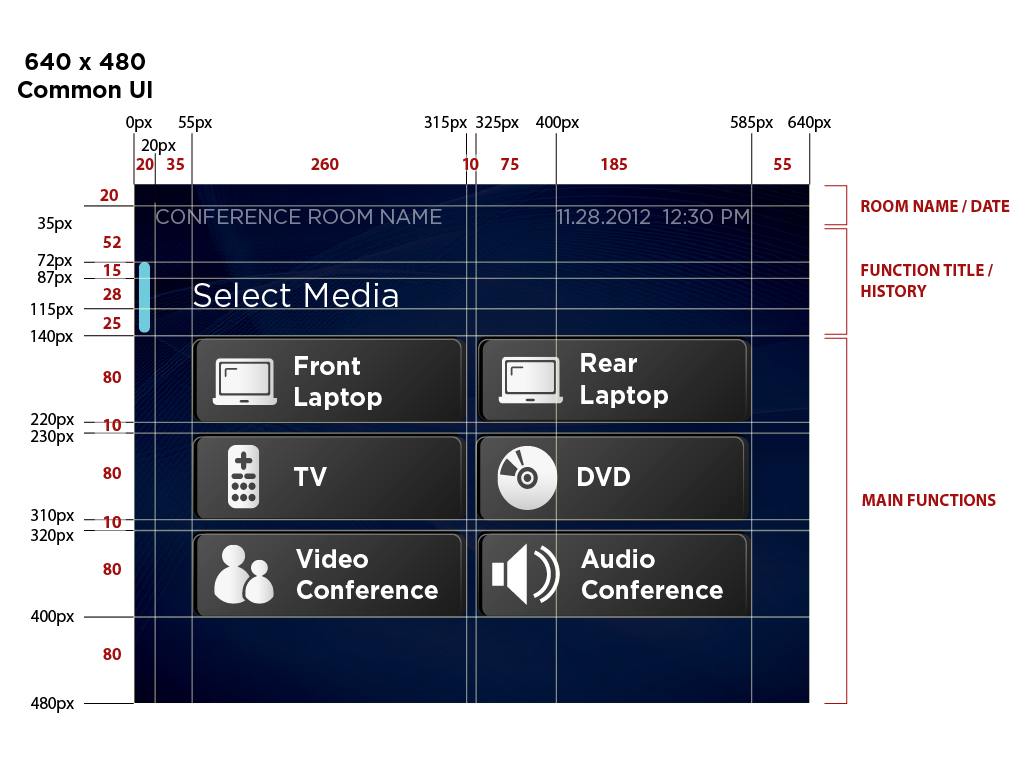 640 x 480
Common UI
0px 55px 315px 325px 400px 585px 640px
20px
20 35 260 10 75 185 55
20
35px
52
72px
15
87px
28
115px
25
140px
80
220px
10
230px
80
310px
10
320px
80
400px
80
480px
CONFERENCE ROOM NAME 11.28.2012 12:30 PM
Select Media
Front
Laptop
Rear
Laptop
TV
DVD
Video
Conference
Audio
Conference
ROOM NAME / DATE
FUNCTION TITLE /
HISTORY
MAIN FUNCTIONS